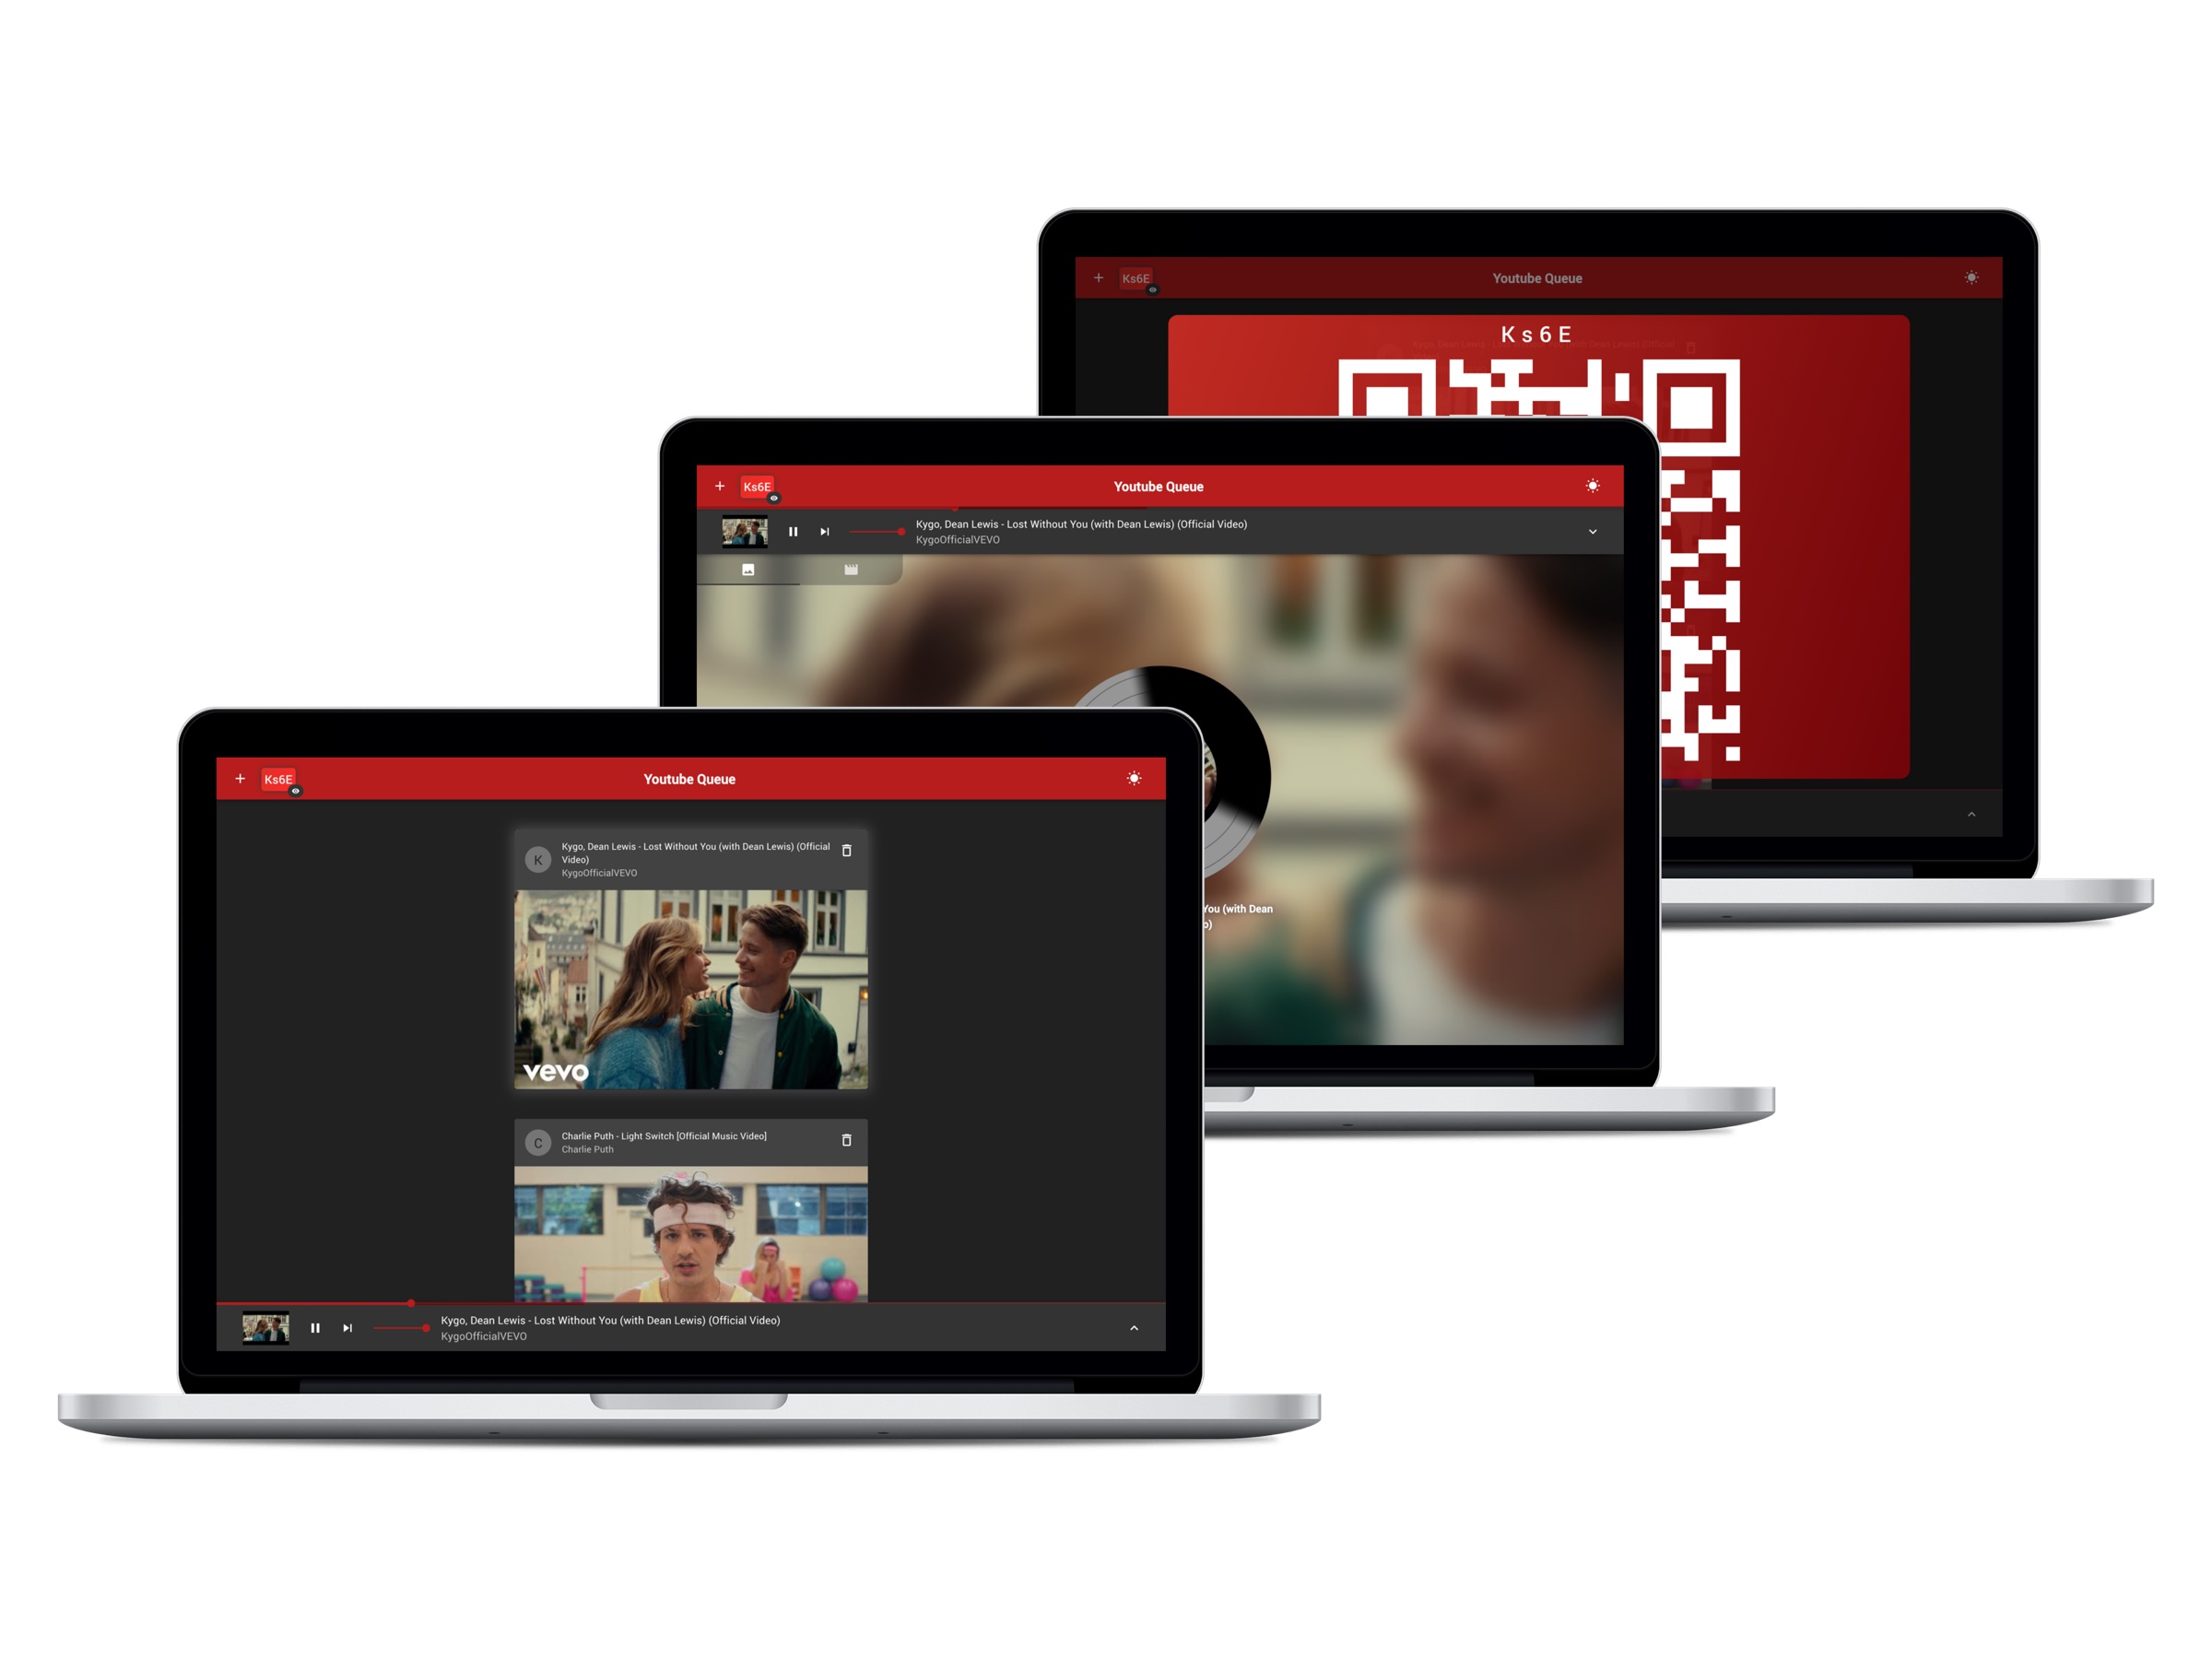 Ks6E
Youtube Queue
Ks6E
Ks6E
Youtube Queue
Kygo, Dean Lewis - Lost Without You (with Dean Lewis) (Official Video)
KygoOfficialVEVO
You (with Dean
Ks6E
Youtube Queue
K
Kygo, Dean Lewis - Lost Without You (with Dean Lewis) (Official
Video)
KygoOfficialVEVO
vevo
C
Charlie Puth - Light Switch [Official Music Video]
Charlie Puth
Kygo, Dean Lewis - Lost Without You (with Dean Lewis) (Official Video)
KygoOfficialVEVO